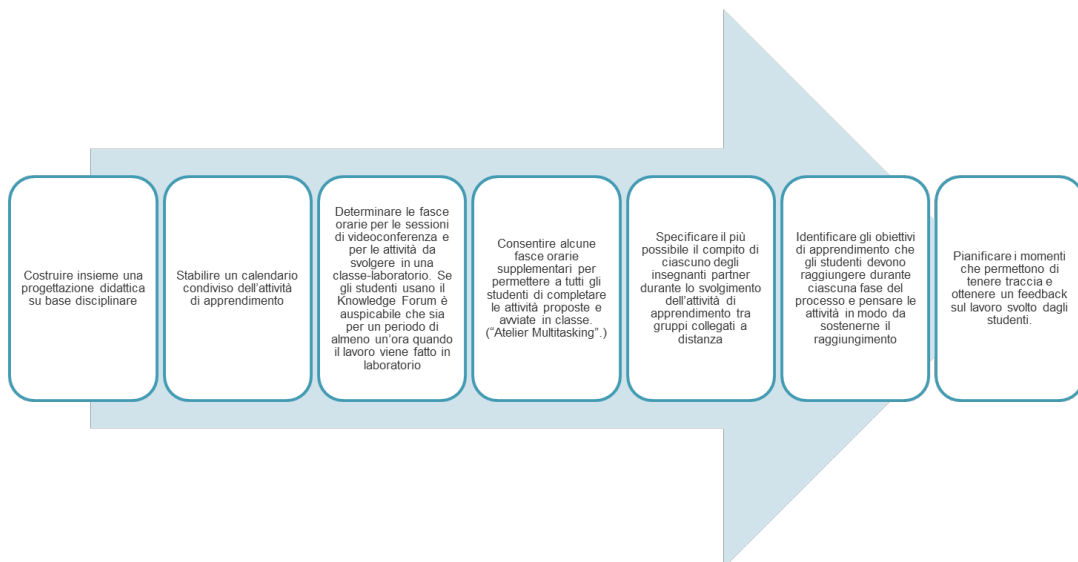 Costruire insieme una
progettazione didattica
su base disciplinare
Stabilire un calendario
condiviso dell'attività
di apprendimento
Determinare le fasce
orarie per le sessioni
di videoconferenza e
per le attività da
svolgere in una
classe-laboratorio. Se
gli studenti usano il
Knowledge Forum è
auspicabile che sia
per un periodo di
almeno un'ora quando
il lavoro viene fatto in
laboratorio
Consentire alcune
fasce orarie
supplementari per
permettere a tutti gli
studenti di completare
le attività proposte e
avviate in classe.
("Atelier Multitasking".)
Specificare il più
possibile il compito di
ciascuno degli
insegnanti partner
durante lo svolgimento
dell'attività di
apprendimento tra
gruppi collegati a
distanza
Identificare gli obiettivi
di apprendimento che
gli studenti devono
raggiungere durante
ciascuna fase del
processo e pensare le
attività in modo da
sostenerne il
raggiungimento
Pianificare i momenti
che permettono di
tenere traccia e
ottenere un feedback
sul lavoro svolto dagli
studenti.